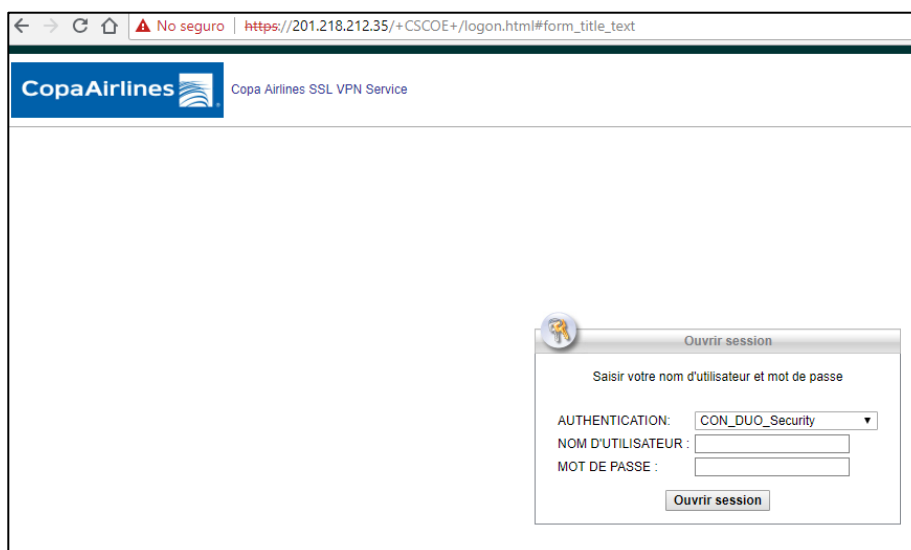 No seguro | https://201.218.212.35/+CSCOE+/logon.html#form_title_text
CopaAirlines Copa Airlines SSL VPN Service
Ouvrir session
Saisir votre nom d'utilisateur et mot de passe
AUTHENTICATION: CON_DUO_Security
NOM D'UTILISATEUR :
MOT DE PASSE :
Ouvrir session